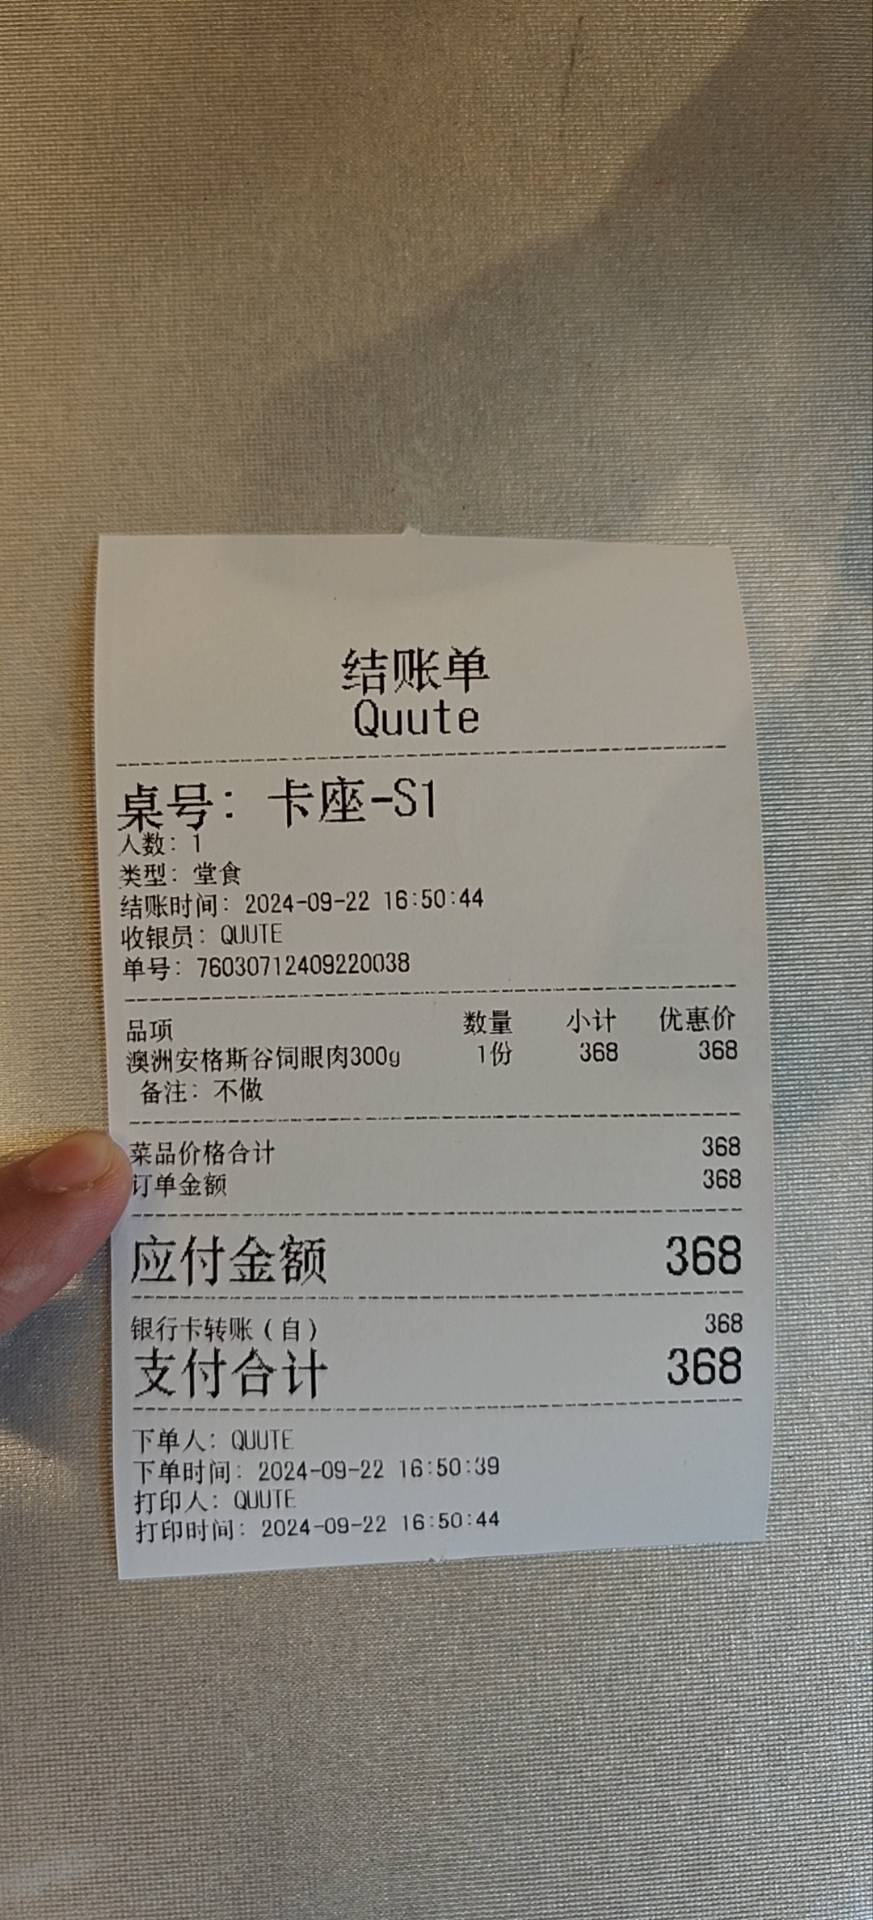 结账单
Quute
桌号: 卡座-S1
人数: 1
类型: 堂食
结账时间: 2024-09-22 16:50:44
收银员: QUUTE
单号: 76030712409220038
品项 数量 小计 优惠价
澳洲安格斯谷饲眼肉300g 1份 368 368
备注: 不做
菜品价格合计 368
订单金额 368
应付金额 368
银行卡转账(自) 368
支付合计 368
下单人: QUUTE
下单时间: 2024-09-22 16:50:39
打印人: QUUTE
打印时间: 2024-09-22 16:50:44